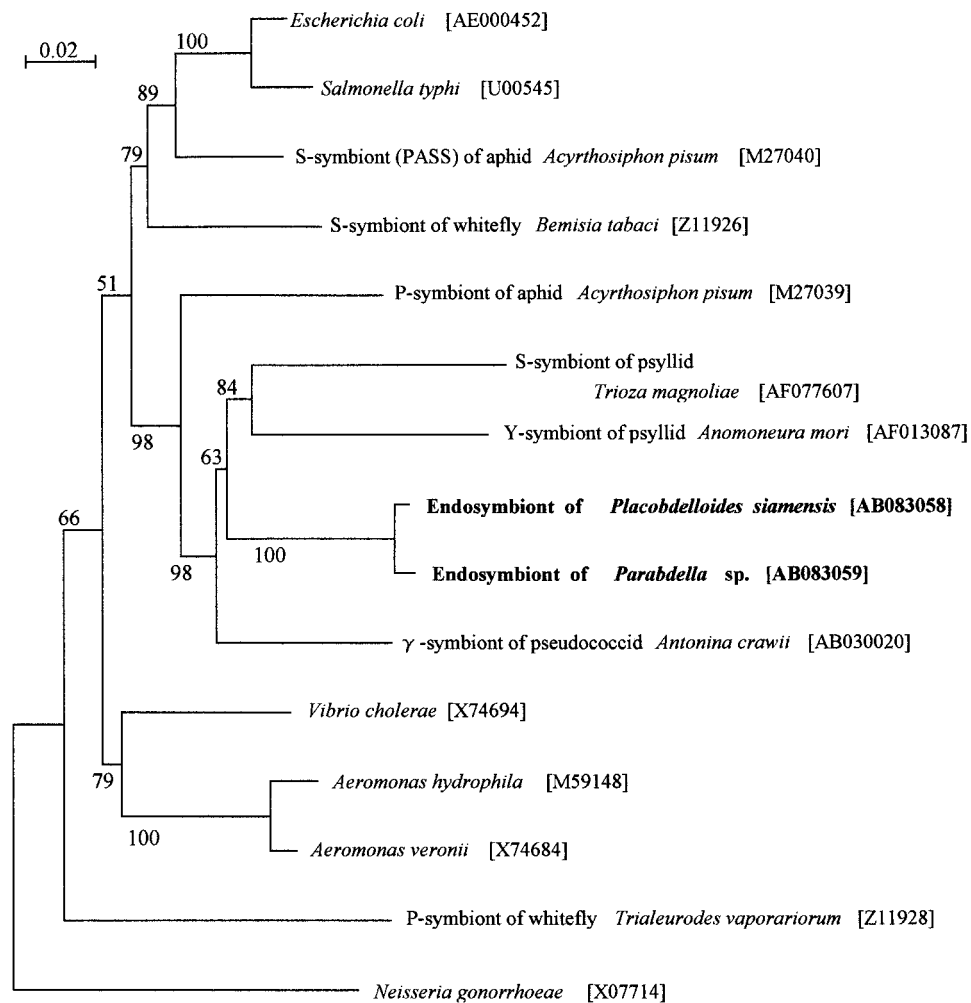 Escherichia coli [AE000452]
100
0.02
Salmonella typhi [U00545]
89
79
S-symbiont (PASS) of aphid Acyrthosiphon pisum [M27040]
S-symbiont of whitefly Bemisia tabaci [Z11926]
51
P-symbiont of aphid Acyrthosiphon pisum [M27039]
S-symbiont of psyllid
84
Trioza magnoliae [AF077607]
98
Y-symbiont of psyllid Anomoneura mori [AF013087]
63
Endosymbiont of Placobdelloides siamensis [AB083058]
66
100
98
Endosymbiont of Parabdella sp. [AB083059]
γ-symbiont of pseudococcid Antonina crawii [AB030020]
Vibrio cholerae [X74694]
79
Aeromonas hydrophila [M59148]
100
Aeromonas veronii [X74684]
P-symbiont of whitefly Trialeurodes vaporariorum [Z11928]
Neisseria gonorrhoeae [X07714]